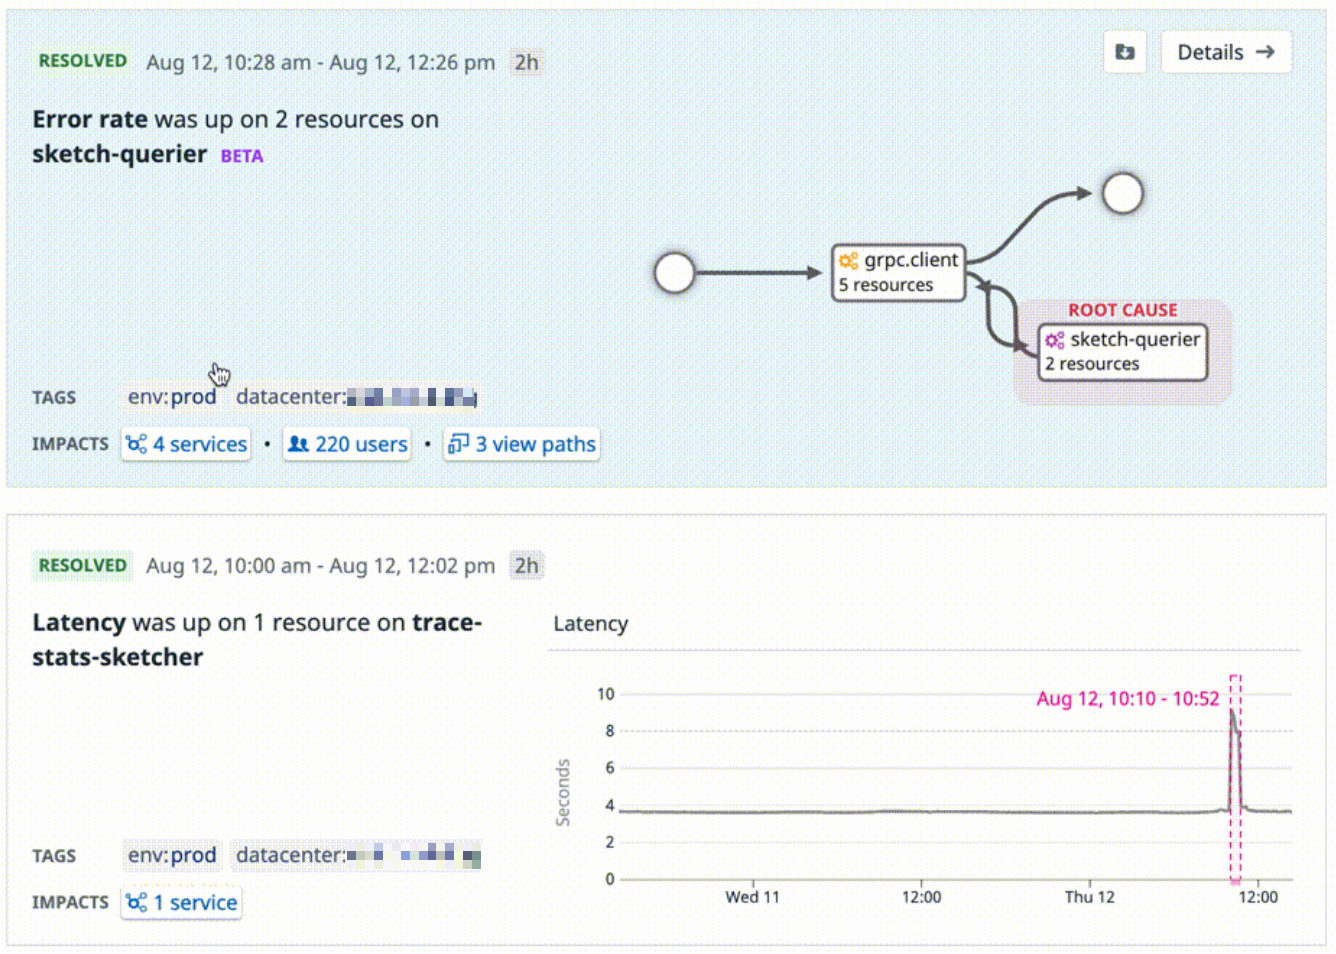 RESOLVED Aug 12, 10:28 am - Aug 12, 12:26 pm 2h
Details →
Error rate was up on 2 resources on
sketch-querier BETA
grpc.client
5 resources
ROOT CAUSE
sketch-querier
2 resources
TAGS env:prod datacenter:
IMPACTS 4 services • 220 users • 3 view paths
RESOLVED Aug 12, 10:00 am - Aug 12, 12:02 pm 2h
Latency was up on 1 resource on trace-
stats-sketcher
Latency
Aug 12, 10:10 - 10:52
10
8
6
4
2
0
Seconds
Wed 11 12:00 Thu 12 12:00
TAGS env:prod datacenter:
IMPACTS 1 service